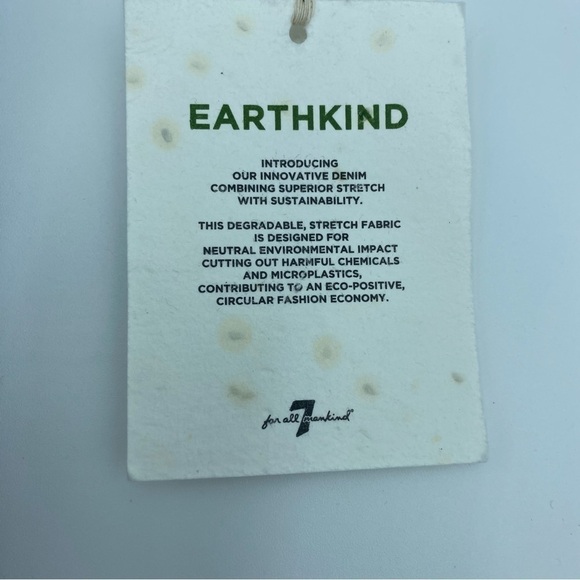 EARTHKIND
INTRODUCING
OUR INNOVATIVE DENIM
COMBINING SUPERIOR STRETCH
WITH SUSTAINABILITY.
THIS DEGRADABLE, STRETCH FABRIC
IS DESIGNED FOR
NEUTRAL ENVIRONMENTAL IMPACT
CUTTING OUT HARMFUL CHEMICALS
AND MICROPLASTICS,
CONTRIBUTING TO AN ECO-POSITIVE,
CIRCULAR FASHION ECONOMY.
for all 7 mankind